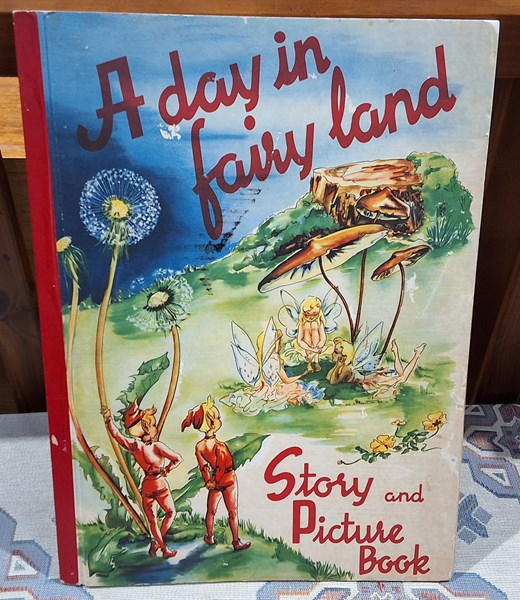 A day in
fairy land
Story and
Picture
Book